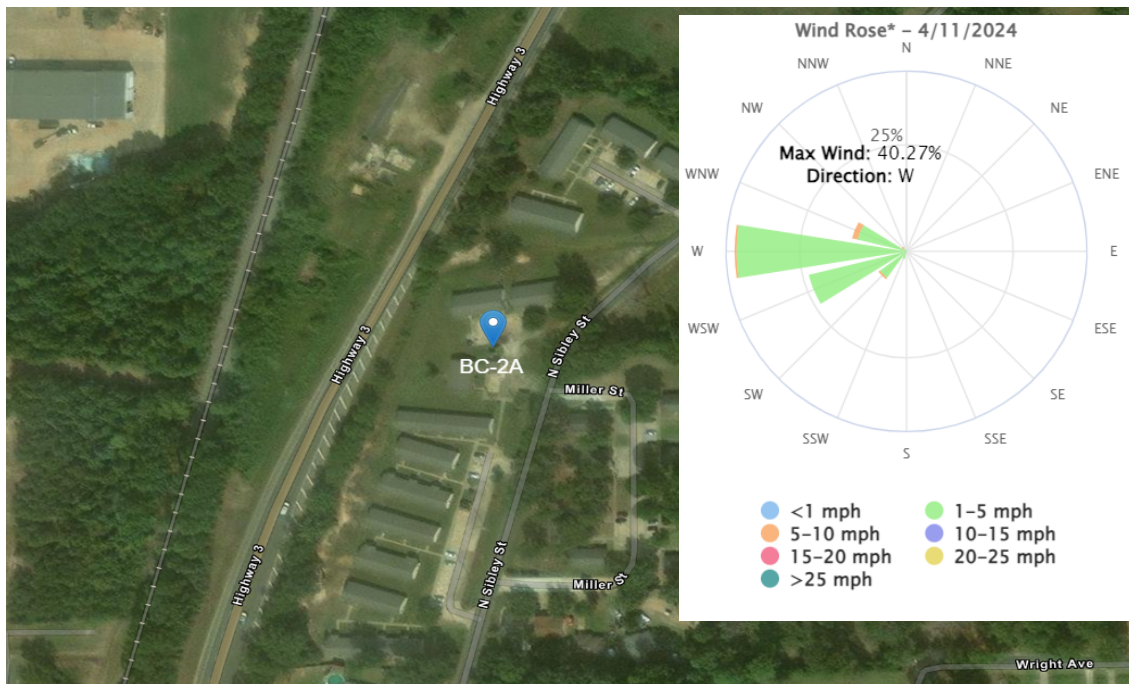 Wind Rose* – 4/11/2024
N
NNW
NNE
NW
NE
25%
Max Wind: 40.27%
Direction: W
WNW
ENE
W
E
WSW
ESE
SW
SE
SSW
SSE
S
<1 mph
1–5 mph
5–10 mph
10–15 mph
15–20 mph
20–25 mph
>25 mph
Highway 3
Highway 3
Highway 3
BC-2A
N Sibley St
Miller St
N Sibley St
Miller St
Wright Ave